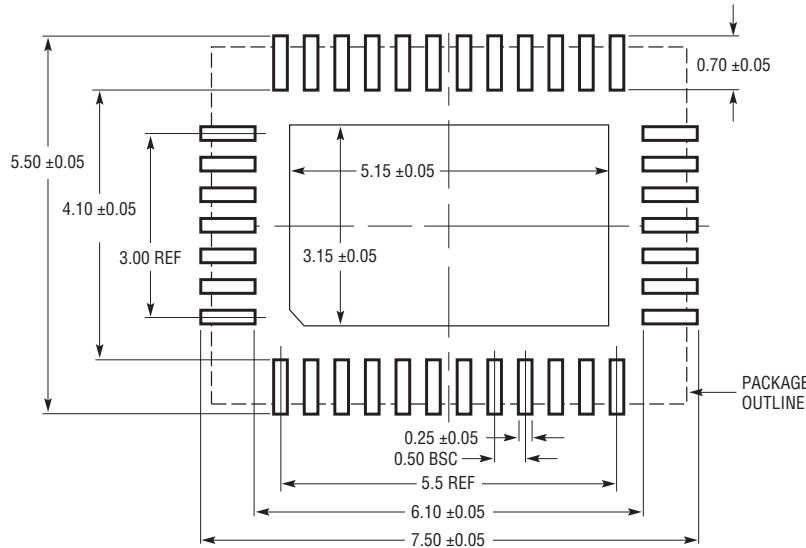 0.70 ±0.05
5.50 ±0.05
5.15 ±0.05
4.10 ±0.05
3.00 REF
3.15 ±0.05
PACKAGE
OUTLINE
0.25 ±0.05
0.50 BSC
5.5 REF
6.10 ±0.05
7.50 ±0.05